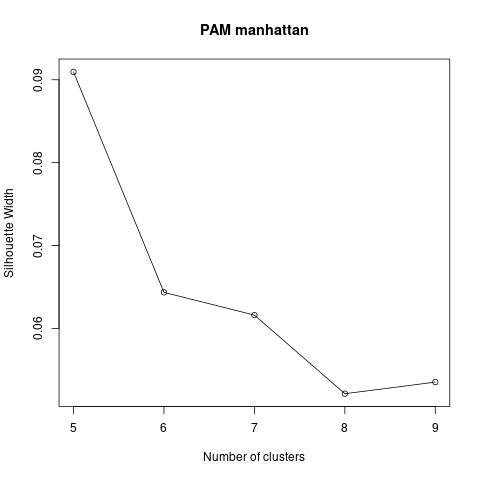 PAM manhattan
Silhouette Width
0.09
0.08
0.07
0.06
5 6 7 8 9
Number of clusters